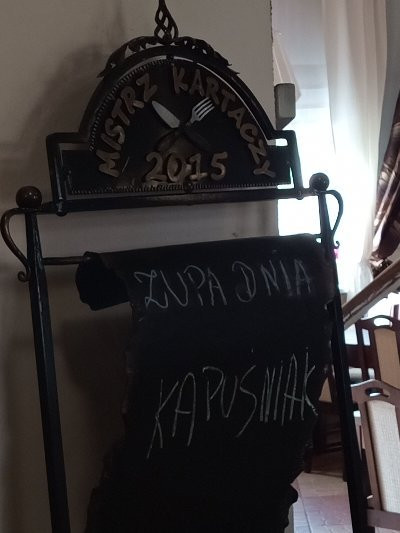 MISTRZ KARTACZY
2015
ZUPA DNIA
KAPUŚNIAK